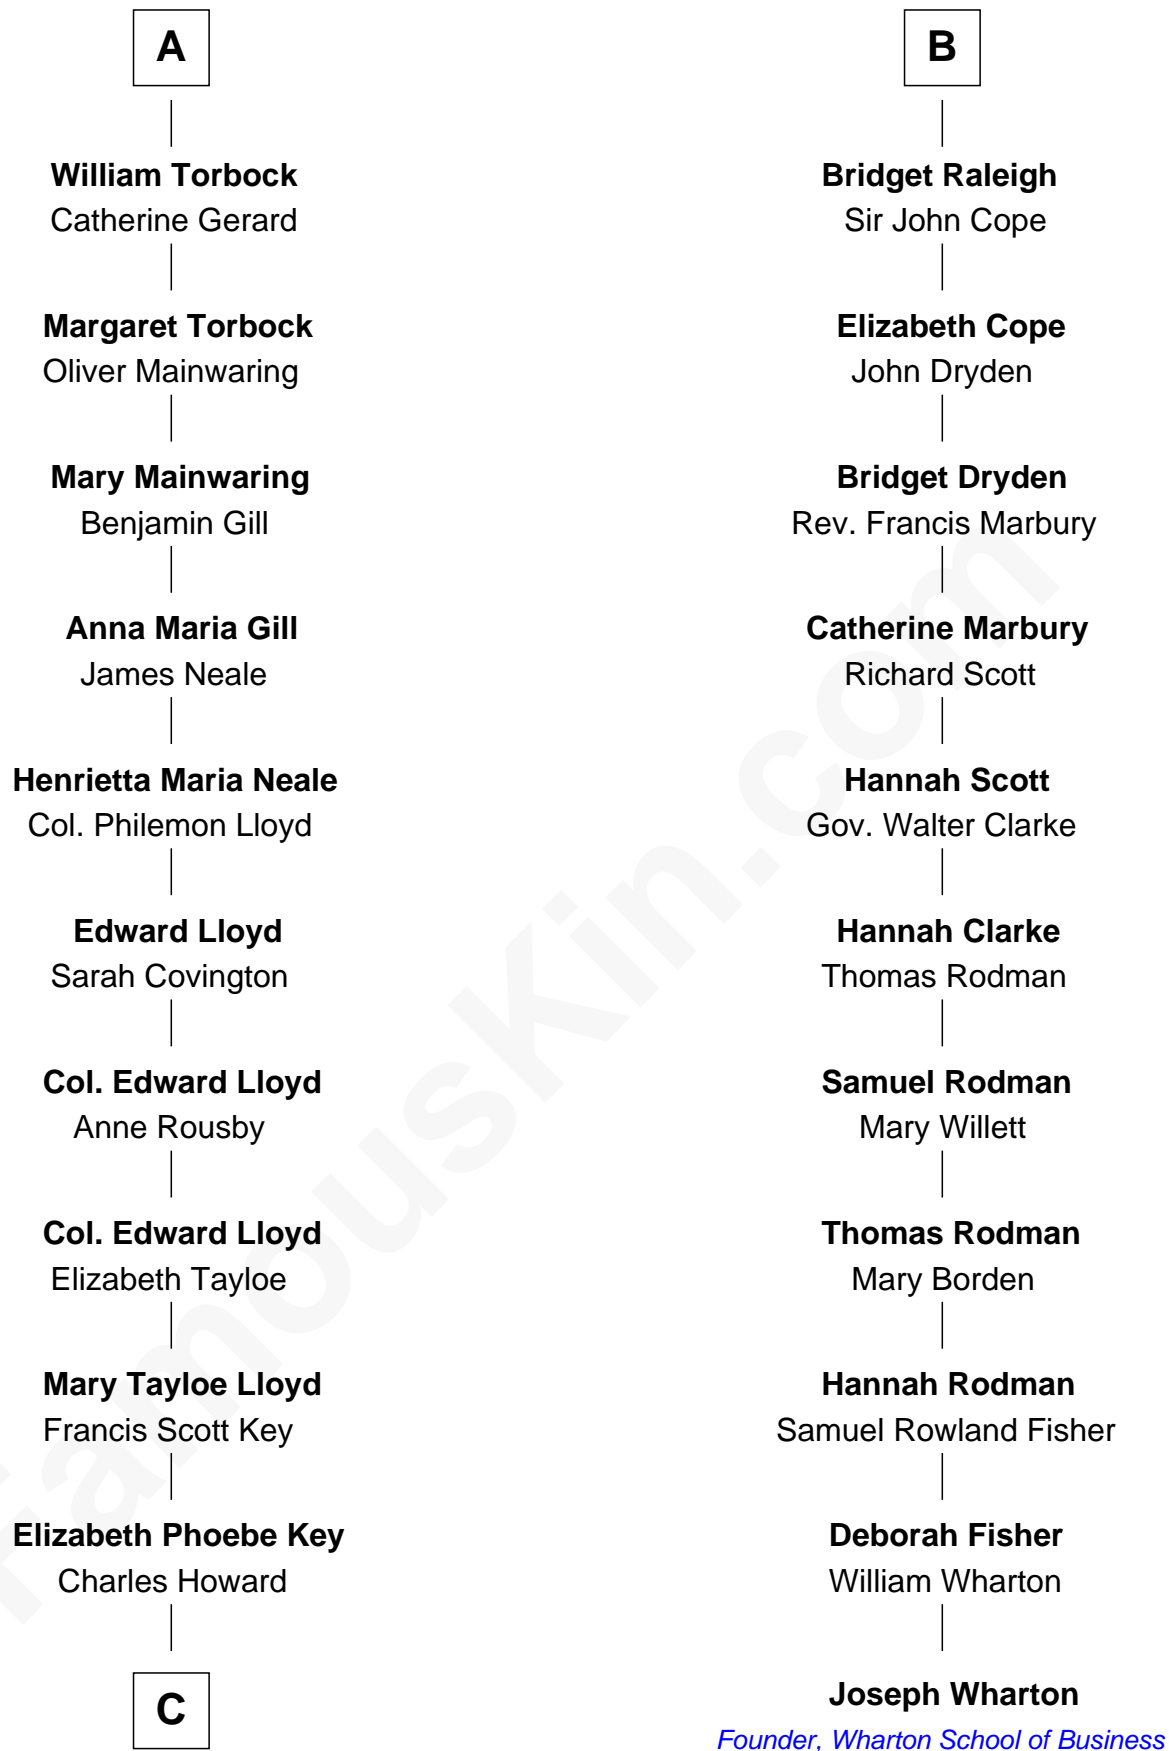 A
William Torbock
Catherine Gerard
Margaret Torbock
Oliver Mainwaring
Mary Mainwaring
Benjamin Gill
Anna Maria Gill
James Neale
Henrietta Maria Neale
Col. Philemon Lloyd
Edward Lloyd
Sarah Covington
Col. Edward Lloyd
Anne Rousby
Col. Edward Lloyd
Elizabeth Tayloe
Mary Tayloe Lloyd
Francis Scott Key
Elizabeth Phoebe Key
Charles Howard
C
B
Bridget Raleigh
Sir John Cope
Elizabeth Cope
John Dryden
Bridget Dryden
Rev. Francis Marbury
Catherine Marbury
Richard Scott
Hannah Scott
Gov. Walter Clarke
Hannah Clarke
Thomas Rodman
Samuel Rodman
Mary Willett
Thomas Rodman
Mary Borden
Hannah Rodman
Samuel Rowland Fisher
Deborah Fisher
William Wharton
Joseph Wharton
Founder, Wharton School of Business
FamousKin.com